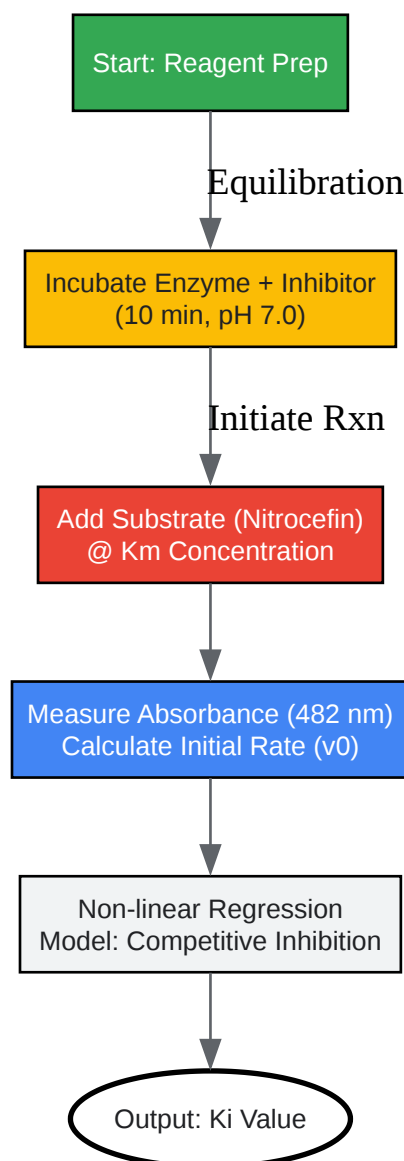 Start: Reagent Prep
Equilibration
Incubate Enzyme + Inhibitor
(10 min, pH 7.0)
Initiate Rxn
Add Substrate (Nitrocefin)
@ Km Concentration
Measure Absorbance (482 nm)
Calculate Initial Rate (v0)
Non-linear Regression
Model: Competitive Inhibition
Output: Ki Value